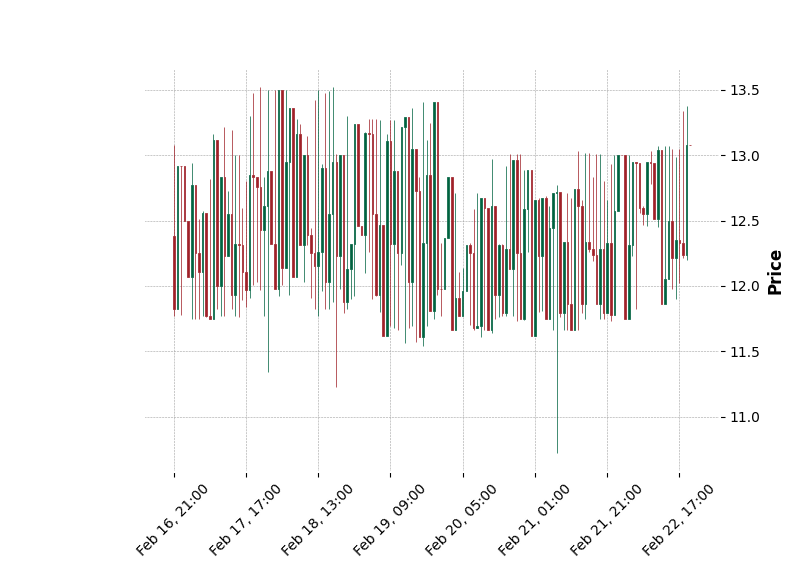 13.5
13.0
12.5
12.0
11.5
11.0
Price
Feb 16, 21:00
Feb 17, 17:00
Feb 18, 13:00
Feb 19, 09:00
Feb 20, 05:00
Feb 21, 01:00
Feb 21, 21:00
Feb 22, 17:00